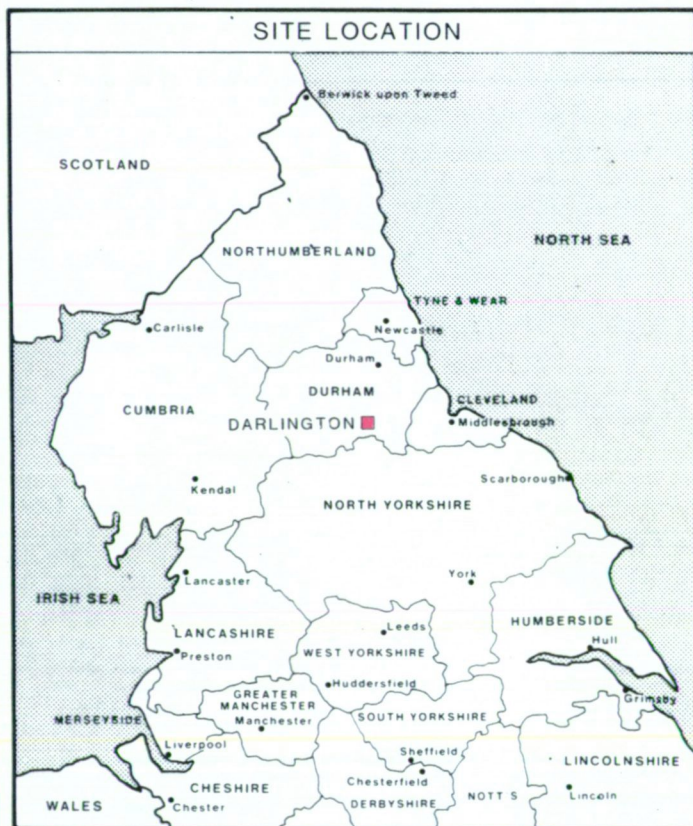 SITE LOCATION
Berwick upon Tweed
SCOTLAND
NORTH SEA
NORTHUMBERLAND
TYNE & WEAR
Carlisle
Newcastle
Durham
DURHAM
CLEVELAND
CUMBRIA
DARLINGTON
Middlesbrough
Kendal
Scarborough
NORTH YORKSHIRE
Lancaster
York
IRISH SEA
HUMBERSIDE
LANCASHIRE
Leeds
Hull
Preston
WEST YORKSHIRE
Huddersfield
GREATER
MANCHESTER
Grimsby
MERSEYSIDE
Manchester
SOUTH YORKSHIRE
Liverpool
Sheffield
LINCOLNSHIRE
CHESHIRE
Chesterfield
NOTT S
Lincoln
WALES
Chester
DERBYSHIRE